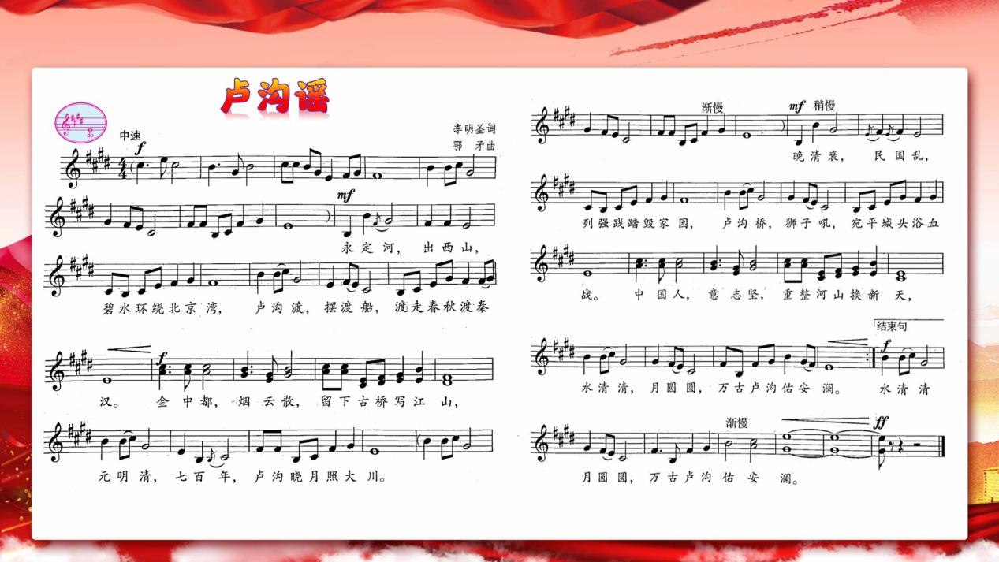 卢沟谣
do
李明圣词
鄂 矛曲
中速
f
mf
永定河， 出西山，
碧水环绕北京湾， 卢沟渡， 摆渡船， 渡走春秋渡秦
f
汉。 金中都， 烟云散， 留下古桥写江山，
元明清， 七百年， 卢沟晓月照大川。
渐慢 mf 稍慢
晚清衰， 民国乱，
列强践踏毁家园， 卢沟桥， 狮子吼， 宛平城头浴血
战。 中国人， 意志坚， 重整河山换新天，
结束句
f
水清清， 月圆圆， 万古卢沟佑安澜。 水清清
渐慢 ff
月圆圆， 万古卢沟佑安澜。